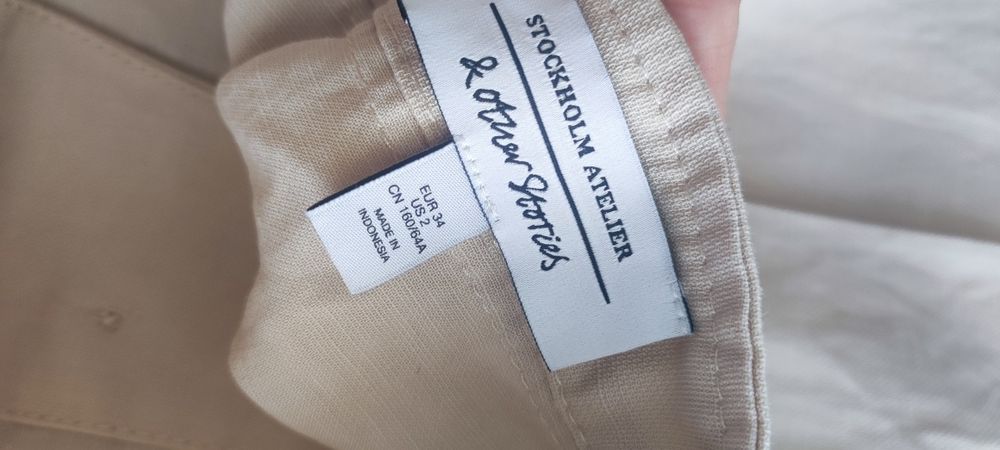 STOCKHOLM ATELIER
& other Stories
EUR 34
US 2
CN 160/64A
MADE IN
INDONESIA